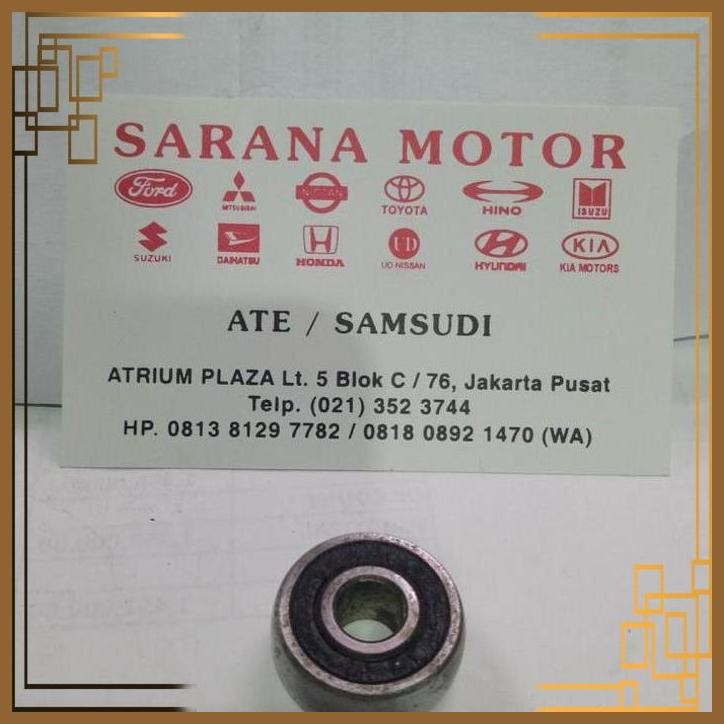 SARANA MOTOR
Ford MITSUBISHI NISSAN TOYOTA HINO ISUZU
SUZUKI DAIHATSU HONDA UD NISSAN HYUNDAI KIA MOTORS
UD KIA
ATE / SAMSUDI
ATRIUM PLAZA Lt. 5 Blok C / 76, Jakarta Pusat
Telp. (021) 352 3744
HP. 0813 8129 7782 / 0818 0892 1470 (WA)